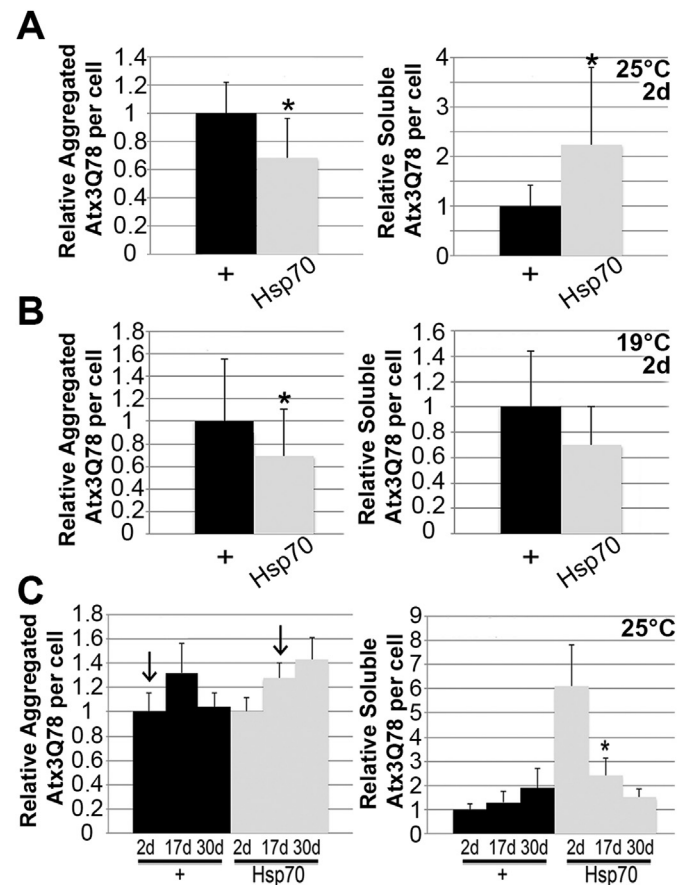 A
Relative Aggregated
Atx3Q78 per cell
1.4
1.2
1
0.8
0.6
0.4
0.2
0
+
Hsp70
Relative Soluble
Atx3Q78 per cell
4
3
2
1
0
*
*
25°C
2d
+
Hsp70
B
Relative Aggregated
Atx3Q78 per cell
1.8
1.6
1.4
1.2
1
0.8
0.6
0.4
0.2
0
*
+
Hsp70
Relative Soluble
Atx3Q78 per cell
1.6
1.4
1.2
1
0.8
0.6
0.4
0.2
0
19°C
2d
+
Hsp70
C
Relative Aggregated
Atx3Q78 per cell
1.8
1.6
1.4
1.2
1
0.8
0.6
0.4
0.2
0
2d 17d 30d 2d 17d 30d
+ Hsp70
Relative Soluble
Atx3Q78 per cell
9
8
7
6
5
4
3
2
1
0
25°C
*
2d 17d 30d 2d 17d 30d
+ Hsp70